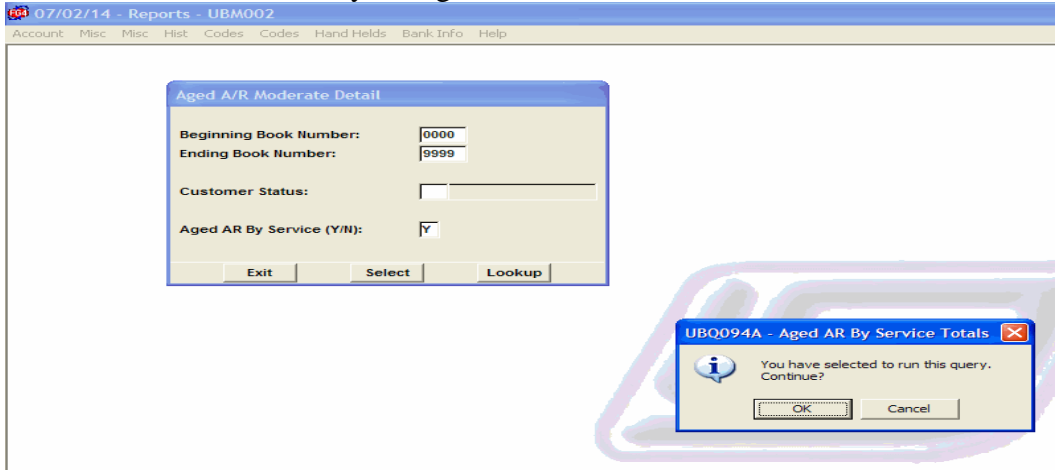 07/02/14 - Reports - UBM002
Account Misc Misc Hist Codes Codes Hand Helds Bank Info Help
Aged A/R Moderate Detail
Beginning Book Number: 0000
Ending Book Number: 9999
Customer Status:
Aged AR By Service (Y/N): Y
Exit Select Lookup
UBQ094A - Aged AR By Service Totals
You have selected to run this query.
Continue?
OK Cancel